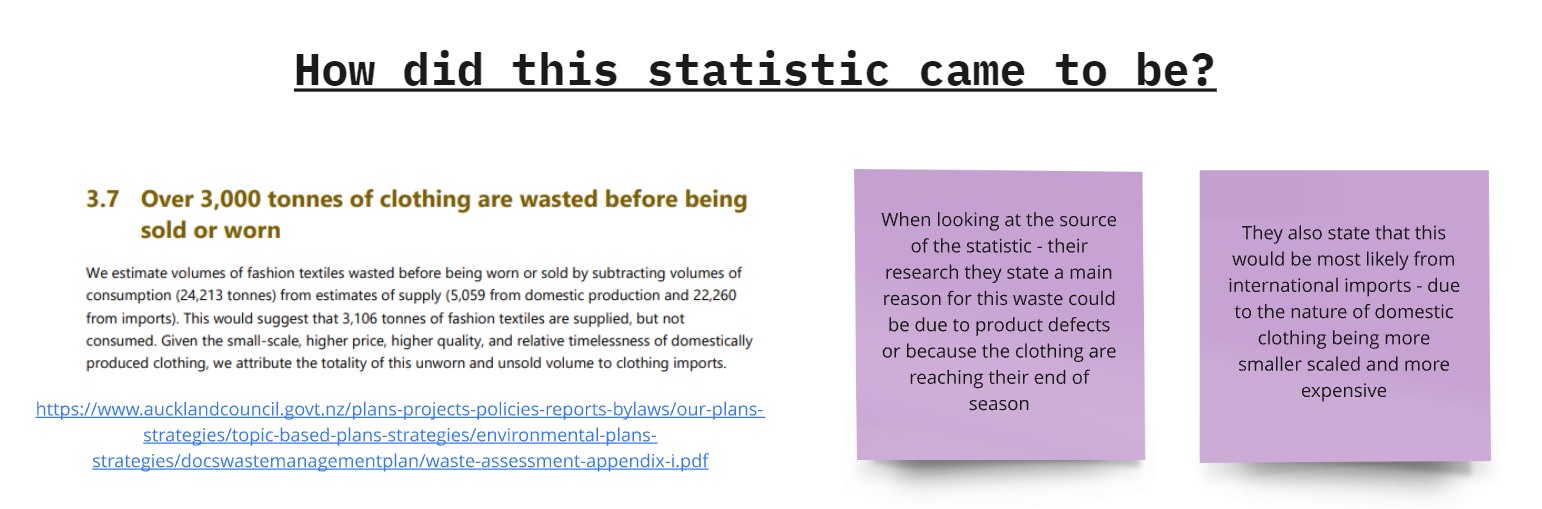 How did this statistic came to be?
3.7 Over 3,000 tonnes of clothing are wasted before being
sold or worn
We estimate volumes of fashion textiles wasted before being worn or sold by subtracting volumes of
consumption (24,213 tonnes) from estimates of supply (5,059 from domestic production and 22,260
from imports). This would suggest that 3,106 tonnes of fashion textiles are supplied, but not
consumed. Given the small-scale, higher price, higher quality, and relative timelessness of domestically
produced clothing, we attribute the totality of this unworn and unsold volume to clothing imports.
https://www.aucklandcouncil.govt.nz/plans-projects-policies-reports-bylaws/our-plans-
strategies/topic-based-plans-strategies/environmental-plans-
strategies/docswastemanagementplan/waste-assessment-appendix-i.pdf
When looking at the source
of the statistic - their
research they state a main
reason for this waste could
be due to product defects
or because the clothing are
reaching their end of
season
They also state that this
would be most likely from
international imports - due
to the nature of domestic
clothing being more
smaller scaled and more
expensive